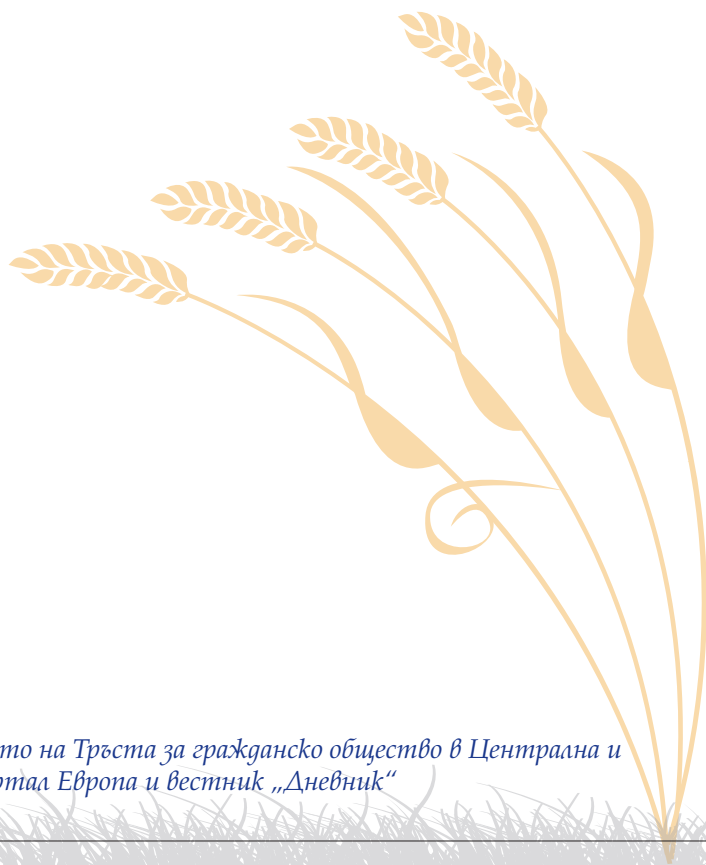 то на Тръста за гражданско общество в Централна и
ртал Европа и вестник „Дневник“